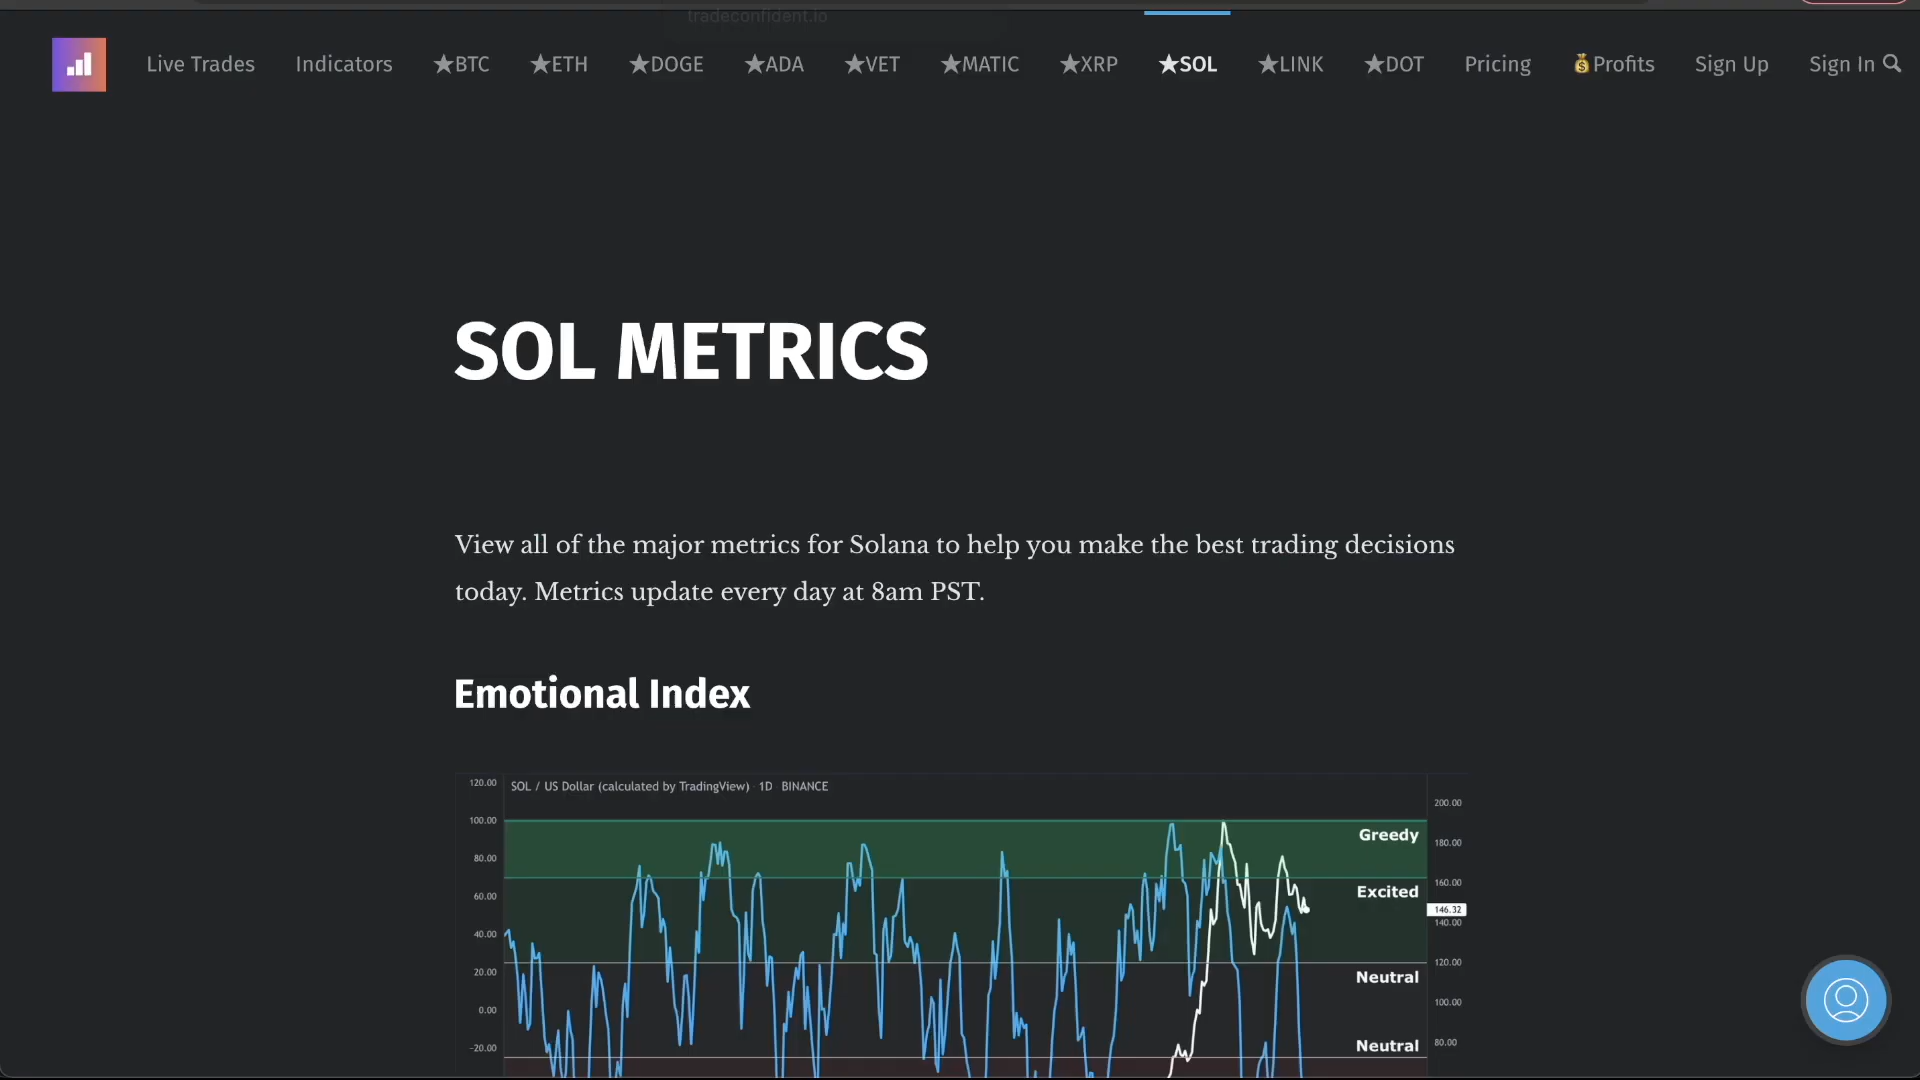 tradeconfident.io
Live Trades Indicators ★BTC ★ETH ★DOGE ★ADA ★VET ★MATIC ★XRP ★SOL ★LINK ★DOT Pricing 💰Profits Sign Up Sign In
SOL METRICS
View all of the major metrics for Solana to help you make the best trading decisions
today. Metrics update every day at 8am PST.
Emotional Index
SOL / US Dollar (calculated by TradingView) 1D BINANCE
120.00
100.00
80.00
60.00
40.00
20.00
0.00
-20.00
Greedy
Excited
Neutral
Neutral
200.00
180.00
160.00
146.32
140.00
120.00
100.00
80.00